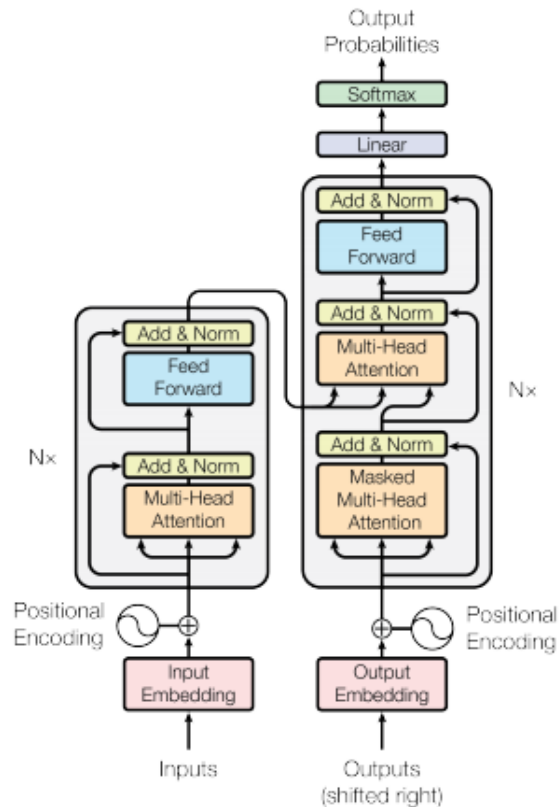 Output
Probabilities
Softmax
Linear
Add & Norm
Feed
Forward
Add & Norm
Multi-Head
Attention
Add & Norm
Masked
Multi-Head
Attention
N×
Add & Norm
Feed
Forward
Add & Norm
Multi-Head
Attention
N×
Positional
Encoding
Positional
Encoding
Input
Embedding
Output
Embedding
Inputs
Outputs
(shifted right)